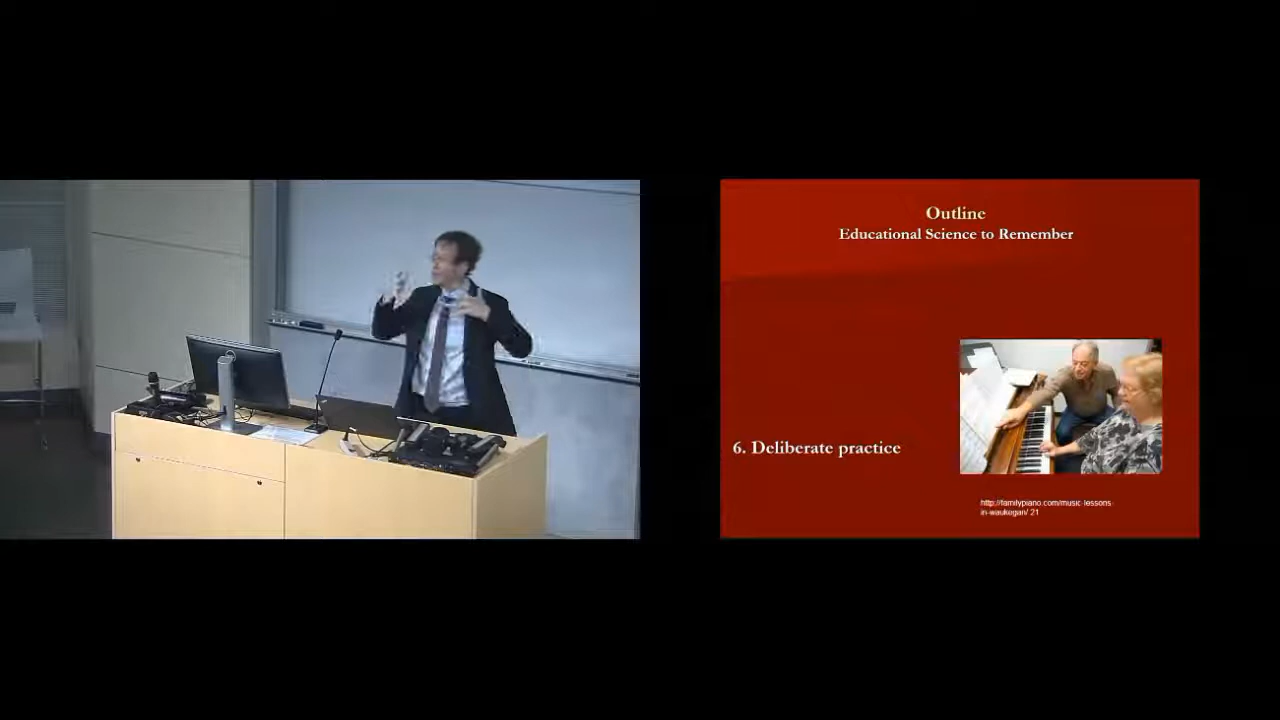 Outline
Educational Science to Remember
6. Deliberate practice
http://familypiano.com/music-lessons-
in-waukegan/ 21